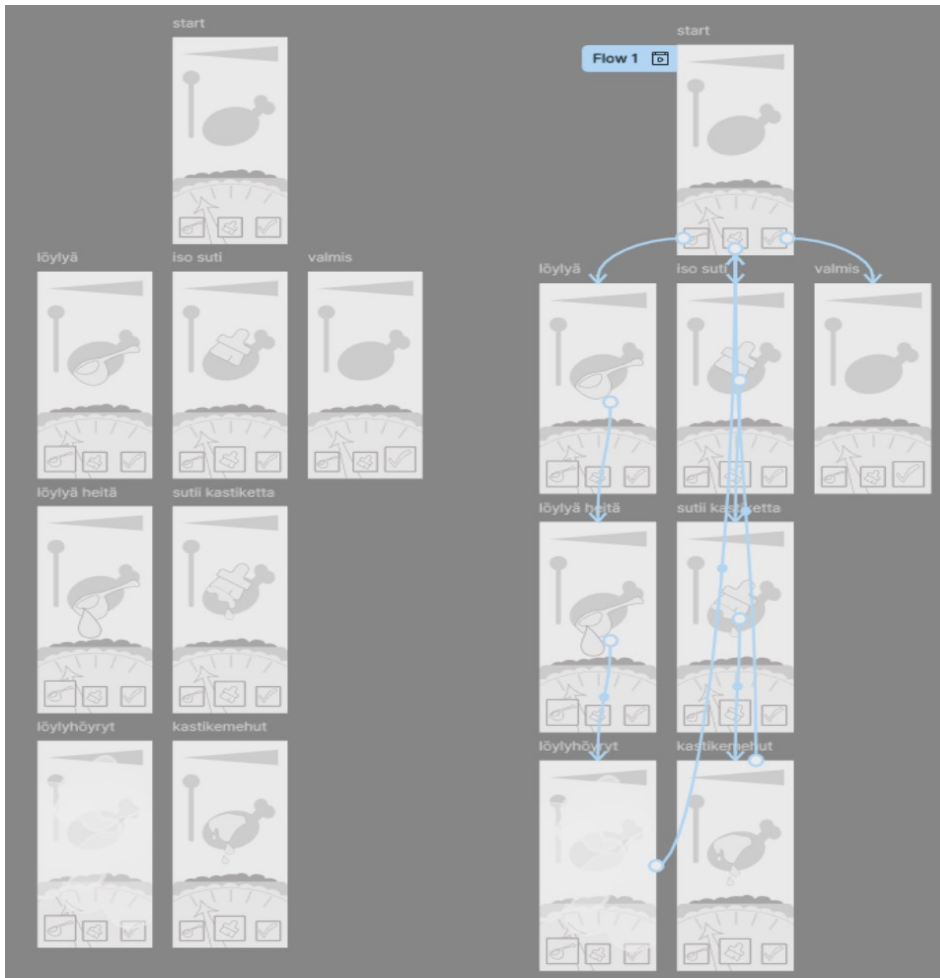 start
löylyä
iso suti
valmis
löylyä heitä
sutii kastiketta
löylyhöyryt
kastikemehut
start
Flow 1
löylyä
iso suti
valmis
löylyä heitä
sutii kastiketta
löylyhöyryt
kastikemehut